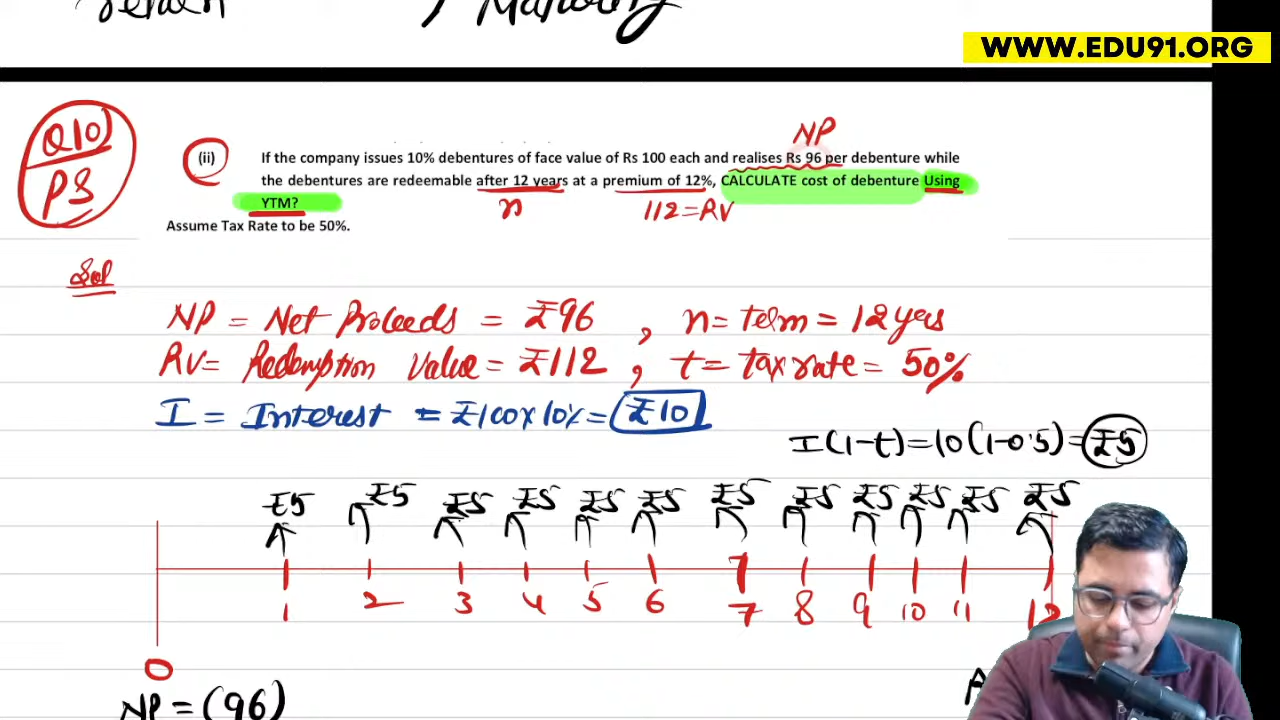 WWW.EDU91.ORG
Q10
PS
NP
(ii) If the company issues 10% debentures of face value of Rs 100 each and realises Rs 96 per debenture while
the debentures are redeemable after 12 years at a premium of 12%, CALCULATE cost of debenture Using
YTM?
n 112=RV
Assume Tax Rate to be 50%.
Sol
NP = Net Proceeds = ₹96 , n= term = 12 yers
RV= Redemption Value = ₹112 , t= tax rate = 50%
I = Interest = ₹100x10%= ₹10
I(1-t)=10(1-0.5)=₹5
₹5 ₹5 ₹5 ₹5 ₹5 ₹5 ₹5 ₹5 ₹5 ₹5 ₹5 ₹5
1 2 3 4 5 6 7 8 9 10 11 12
0
NP = (96)